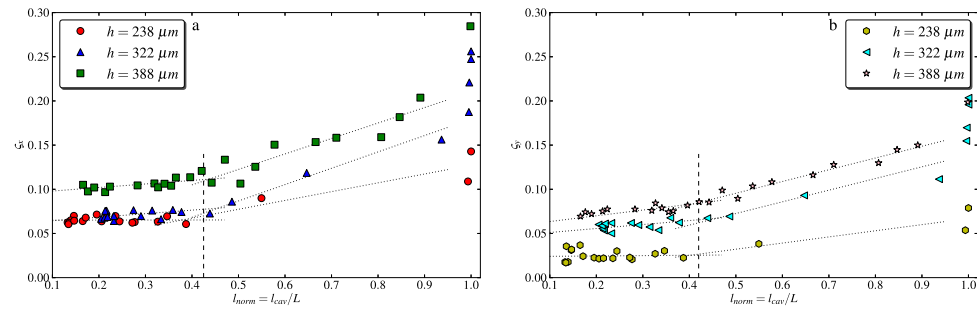 a
h = 238 μm
h = 322 μm
h = 388 μm
0.30
0.25
0.20
0.15
0.10
0.05
0.00
ςᵥ
0.1 0.2 0.3 0.4 0.5 0.6 0.7 0.8 0.9 1.0
l_norm = l_cav/L
b
h = 238 μm
h = 322 μm
h = 388 μm
0.30
0.25
0.20
0.15
0.10
0.05
0.00
0.1 0.2 0.3 0.4 0.5 0.6 0.7 0.8 0.9 1.0
l_norm = l_cav/L